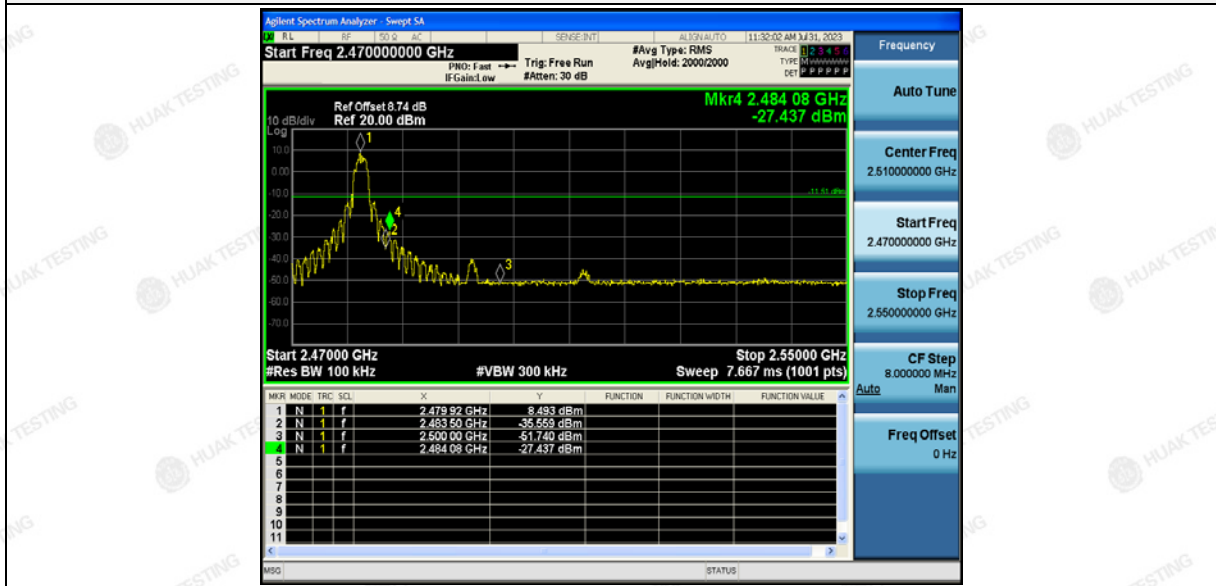 Agilent Spectrum Analyzer - Swept SA
RL RF 50 Ω AC SENSE:INT ALIGN AUTO 11:32:02 AM Jul 31, 2023
Start Freq 2.470000000 GHz
PNO: Fast
IFGain:Low
Trig: Free Run
#Atten: 30 dB
#Avg Type: RMS
Avg|Hold: 2000/2000
TRACE 1 2 3 4 5 6
TYPE M
DET P P P P P P
Mkr4 2.484 08 GHz
-27.437 dBm
Ref Offset 8.74 dB
10 dB/div Ref 20.00 dBm
Log
10.0
0.00
-10.0
-20.0
-30.0
-40.0
-50.0
-60.0
-70.0
1
4
2
3
-11.51 dBm
Start 2.47000 GHz Stop 2.55000 GHz
#Res BW 100 kHz #VBW 300 kHz Sweep 7.667 ms (1001 pts)
MKR MODE TRC SCL X Y FUNCTION FUNCTION WIDTH FUNCTION VALUE
1 N 1 f 2.479 92 GHz 8.493 dBm
2 N 1 f 2.483 50 GHz -35.559 dBm
3 N 1 f 2.500 00 GHz -51.740 dBm
4 N 1 f 2.484 08 GHz -27.437 dBm
5
6
7
8
9
10
11
MSG STATUS
Frequency
Auto Tune
Center Freq
2.510000000 GHz
Start Freq
2.470000000 GHz
Stop Freq
2.550000000 GHz
CF Step
8.000000 MHz
Auto Man
Freq Offset
0 Hz
HUAK TESTING
HUAK TESTING
HUAK TESTING
HUAK TESTING